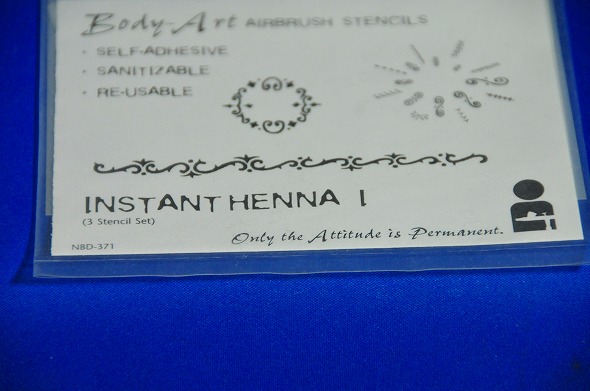 Body-Art AIRBRUSH STENCILS
• SELF-ADHESIVE
• SANITIZABLE
• RE-USABLE
INSTANT HENNA I
(3 Stencil Set)
Only the Attitude is Permanent.
NBD-371